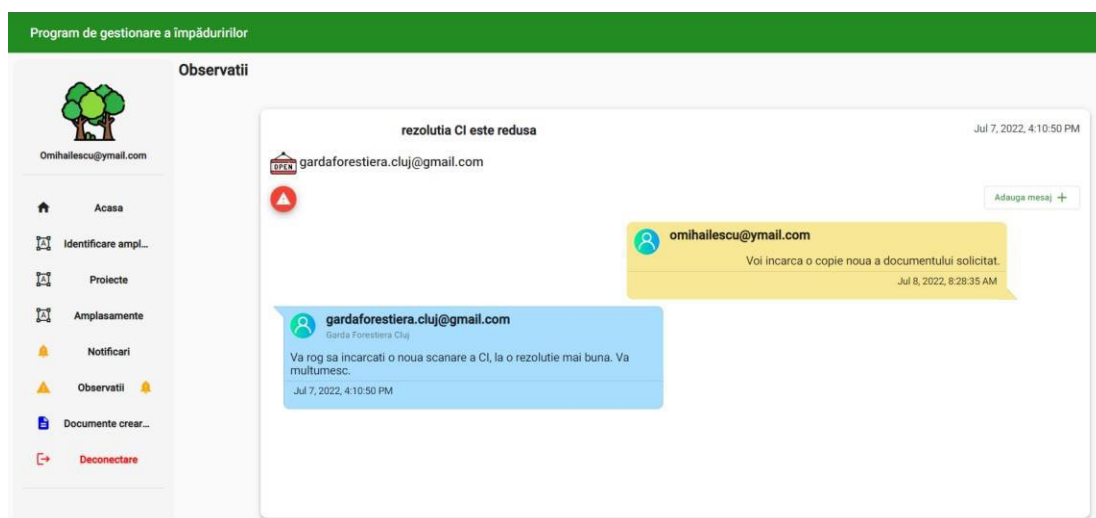 Program de gestionare a împăduririlor
Observatii
Omihailescu@ymail.com
Acasa
Identificare ampl...
Proiecte
Amplasamente
Notificari
Observatii
Documente crear...
Deconectare
rezolutia CI este redusa
Jul 7, 2022, 4:10:50 PM
OPEN
gardaforestiera.cluj@gmail.com
Adauga mesaj +
omihailescu@ymail.com
Voi incarca o copie noua a documentului solicitat.
Jul 8, 2022, 8:28:35 AM
gardaforestiera.cluj@gmail.com
Garda Forestiera Cluj
Va rog sa incarcati o noua scanare a CI, la o rezolutie mai buna. Va
multumesc.
Jul 7, 2022, 4:10:50 PM